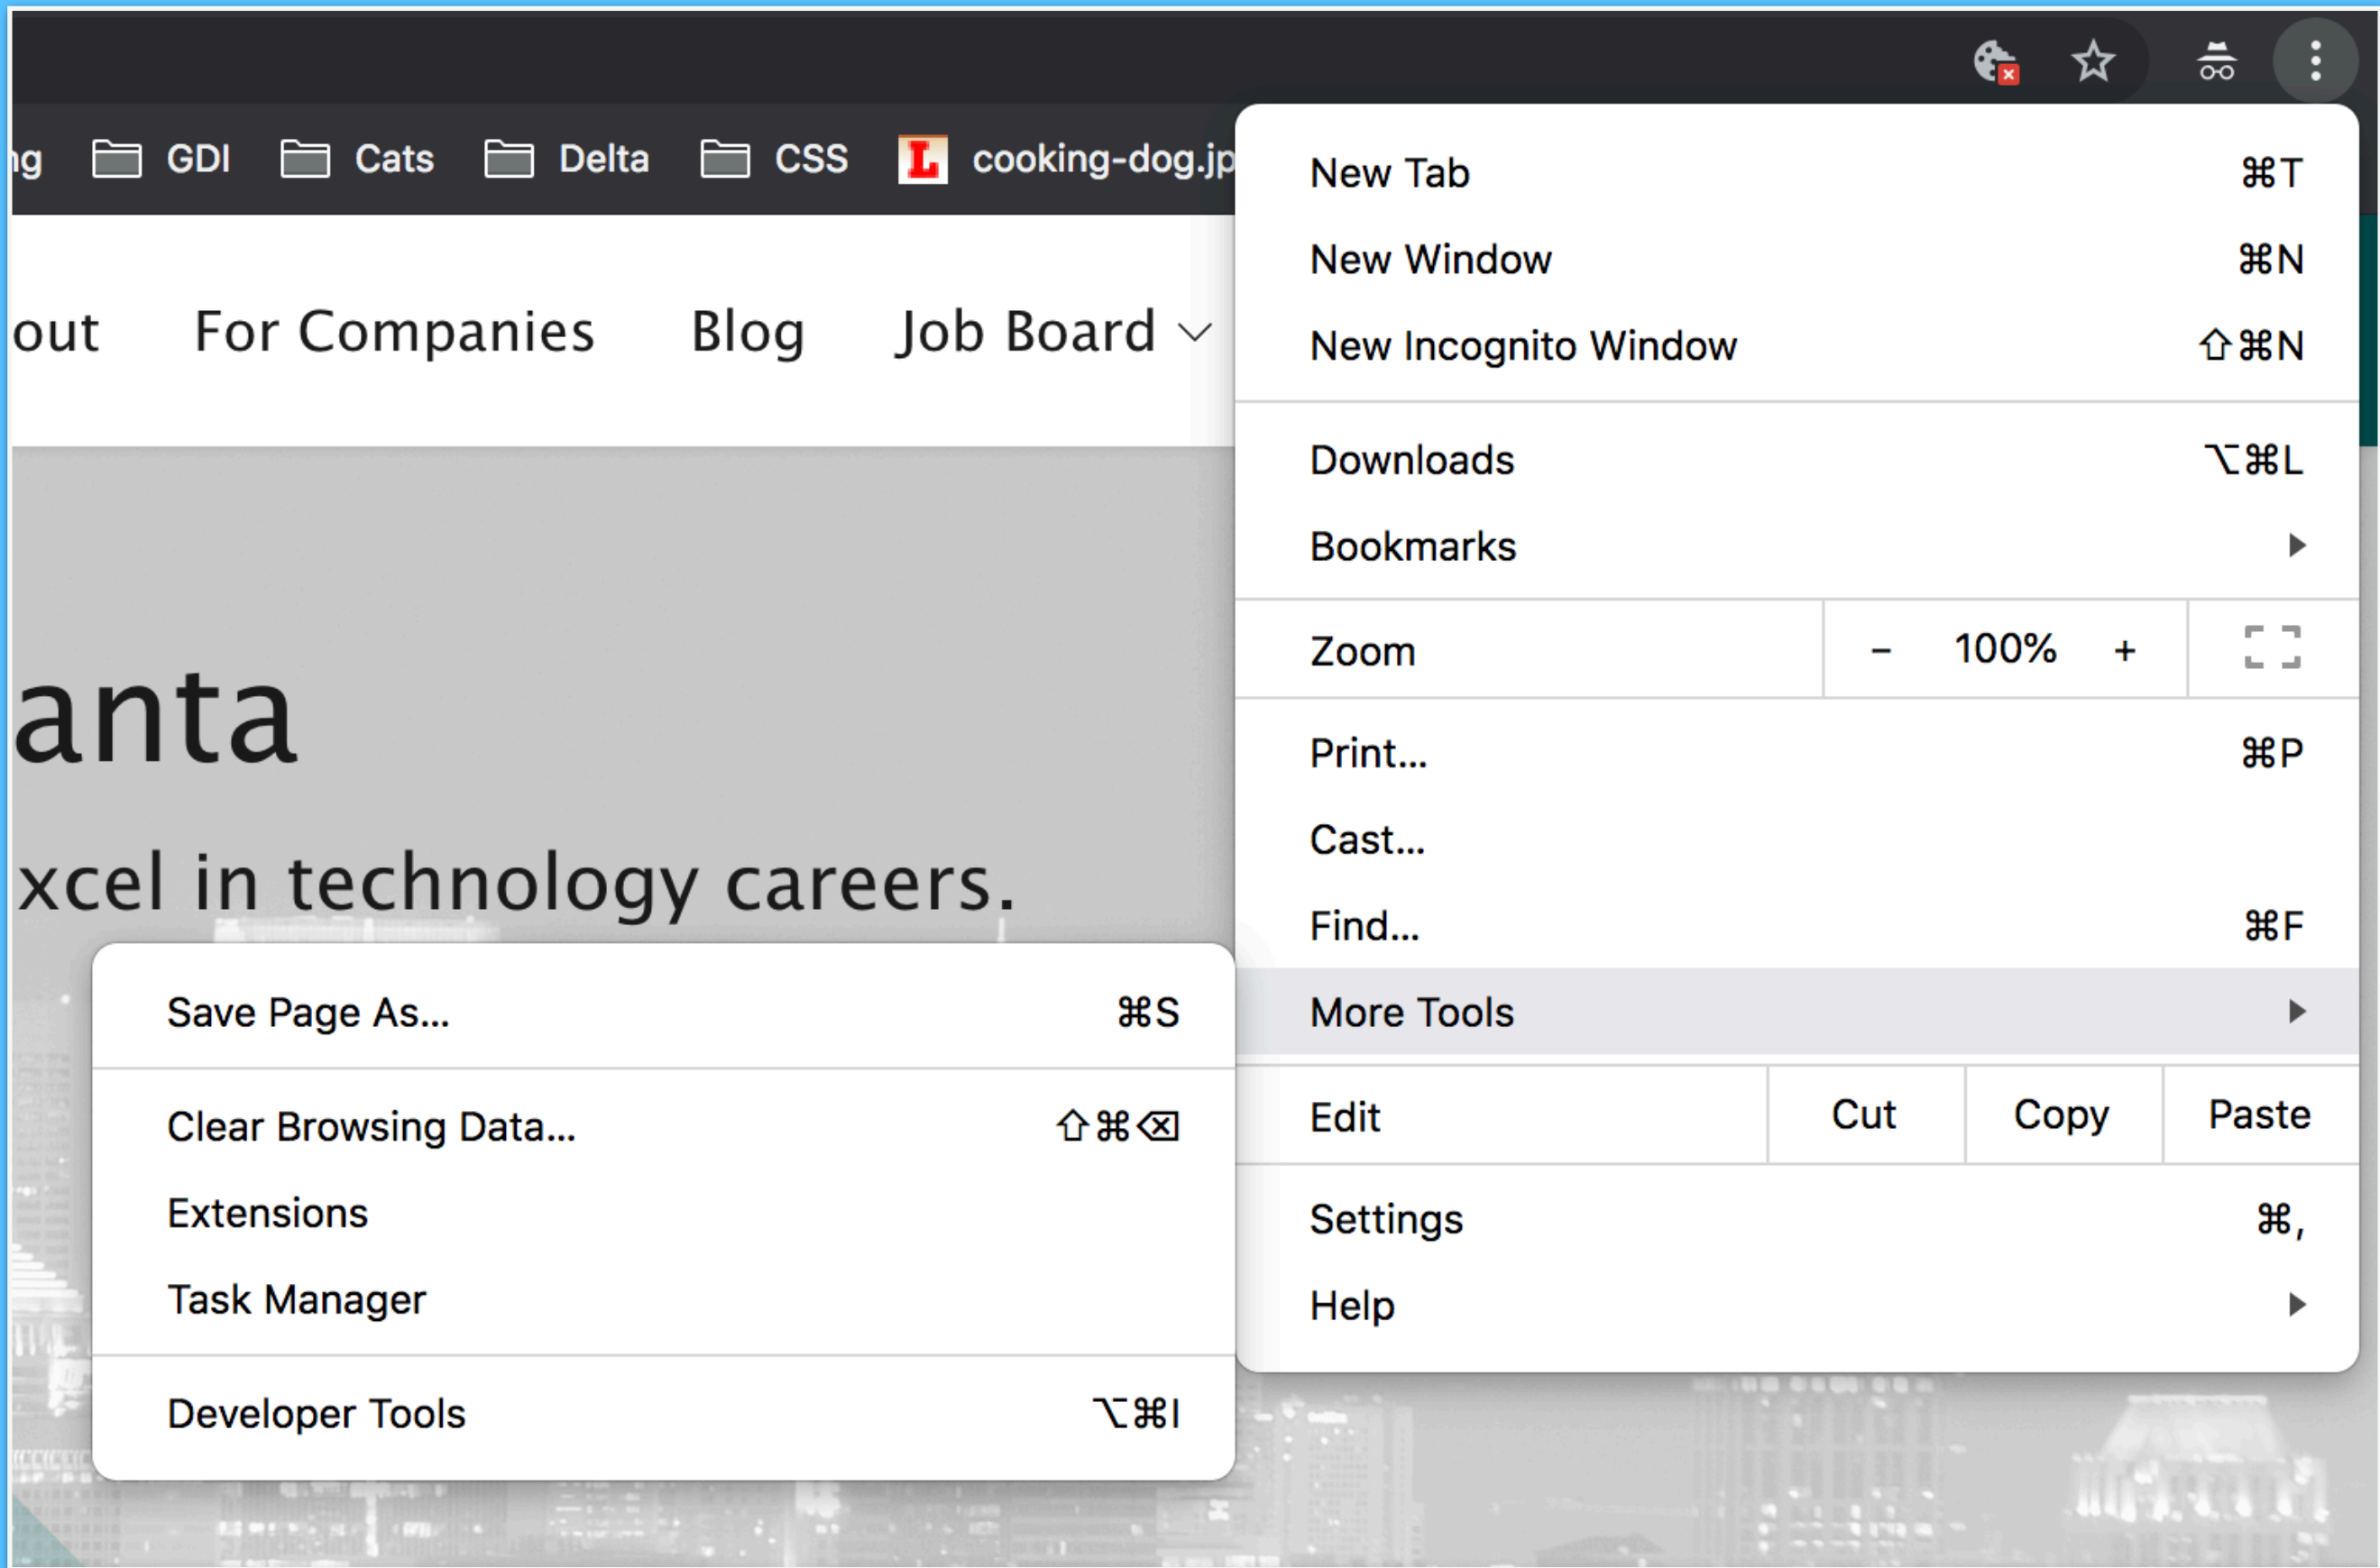 ng GDI Cats Delta CSS L cooking-dog.jp
out For Companies Blog Job Board
anta
xcel in technology careers.
New Tab ⌘T
New Window ⌘N
New Incognito Window ⇧⌘N
Downloads ⌥⌘L
Bookmarks
Zoom - 100% +
Print... ⌘P
Cast...
Find... ⌘F
More Tools
Edit Cut Copy Paste
Settings ⌘,
Help
Save Page As... ⌘S
Clear Browsing Data... ⇧⌘⌫
Extensions
Task Manager
Developer Tools ⌥⌘I